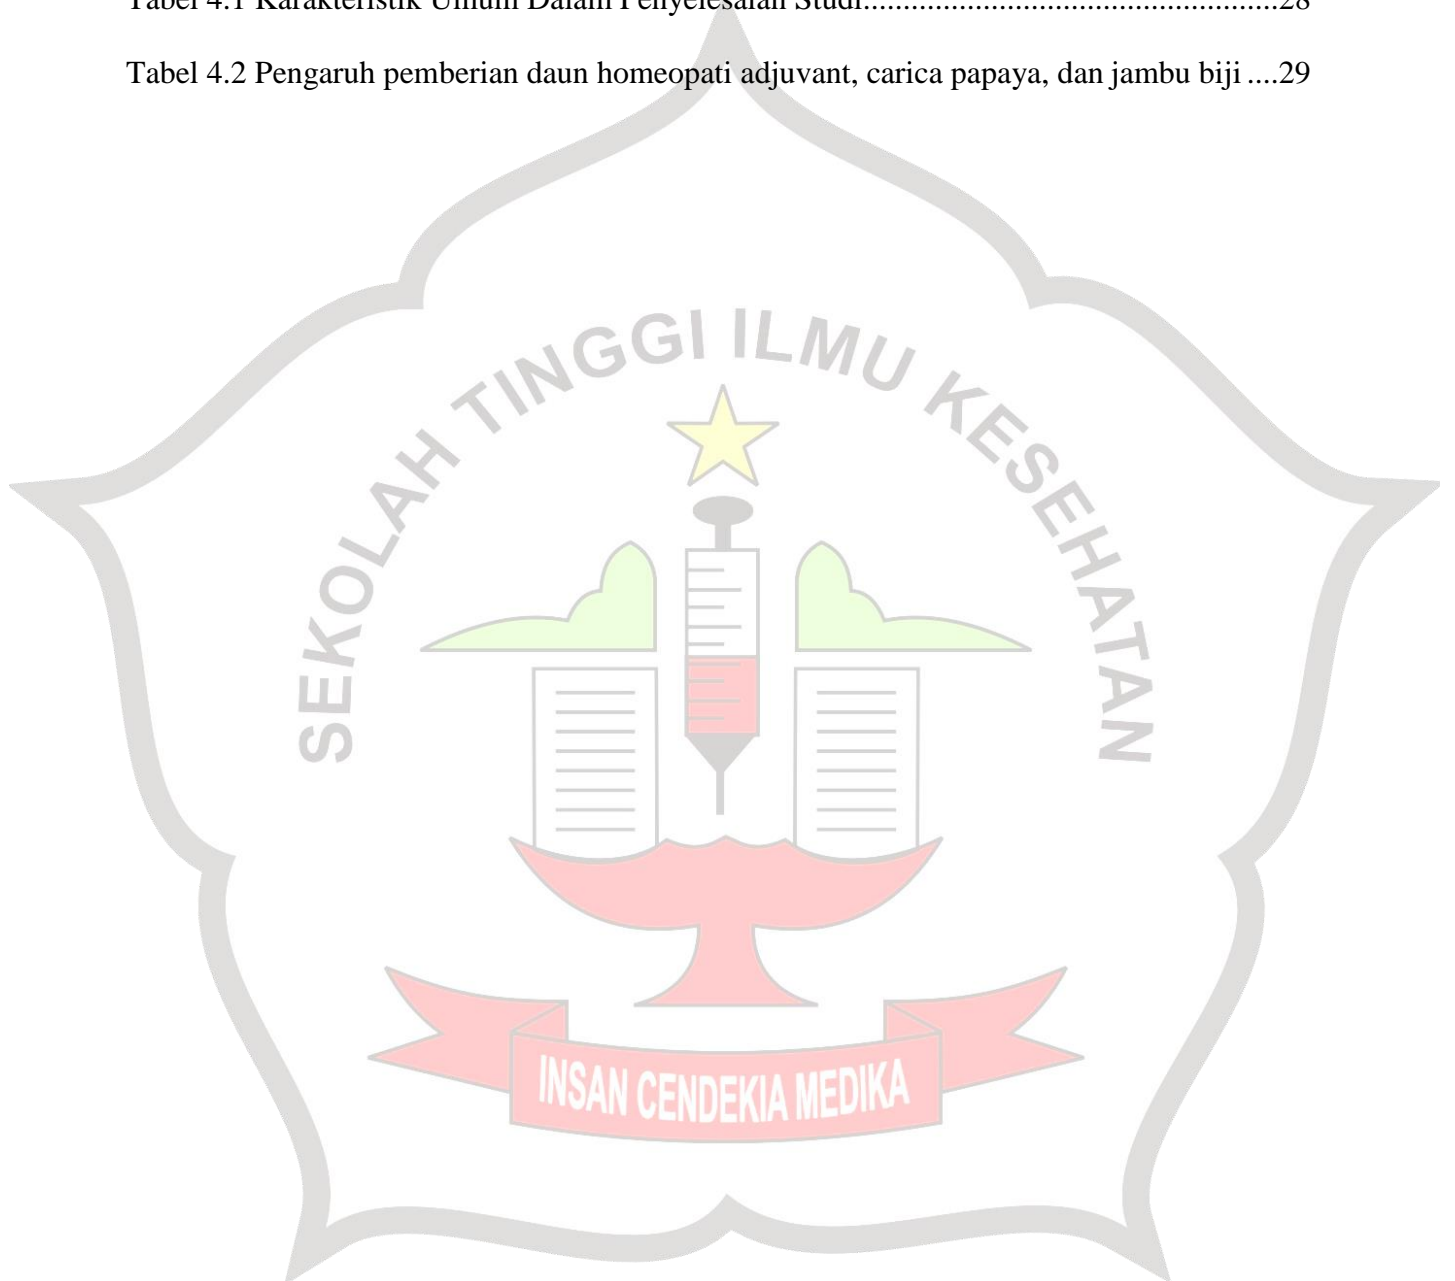 Tabel 4.1 Karakteristik Umum Dalam Penyelesaian Studi....................................................28
Tabel 4.2 Pengaruh pemberian daun homeopati adjuvant, carica papaya, dan jambu biji ....29
SEKOLAH TINGGI ILMU KESEHATAN
INSAN CENDEKIA MEDIKA